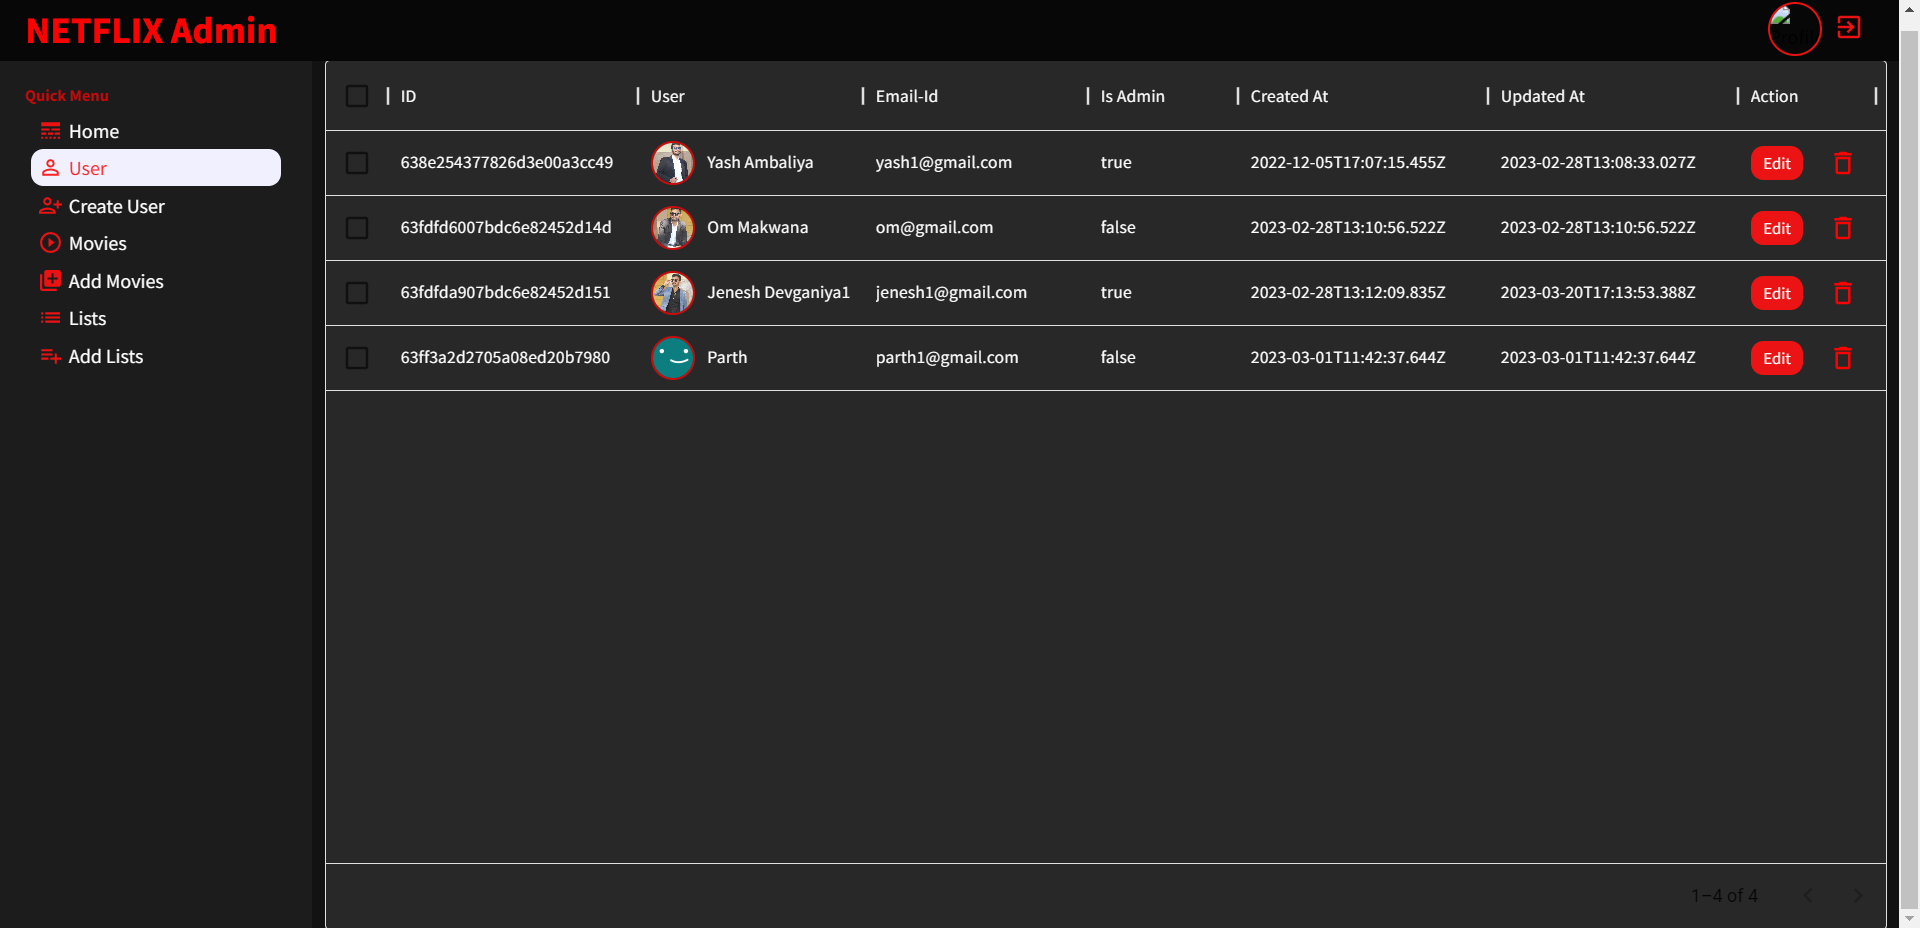 NETFLIX Admin
Quick Menu
Home
User
Create User
Movies
Add Movies
Lists
Add Lists
ID User Email-Id Is Admin Created At Updated At Action
638e254377826d3e00a3cc49 Yash Ambaliya yash1@gmail.com true 2022-12-05T17:07:15.455Z 2023-02-28T13:08:33.027Z Edit
63fdfd6007bdc6e82452d14d Om Makwana om@gmail.com false 2023-02-28T13:10:56.522Z 2023-02-28T13:10:56.522Z Edit
63fdfda907bdc6e82452d151 Jenesh Devganiya1 jenesh1@gmail.com true 2023-02-28T13:12:09.835Z 2023-03-20T17:13:53.388Z Edit
63ff3a2d2705a08ed20b7980 Parth parth1@gmail.com false 2023-03-01T11:42:37.644Z 2023-03-01T11:42:37.644Z Edit
1–4 of 4